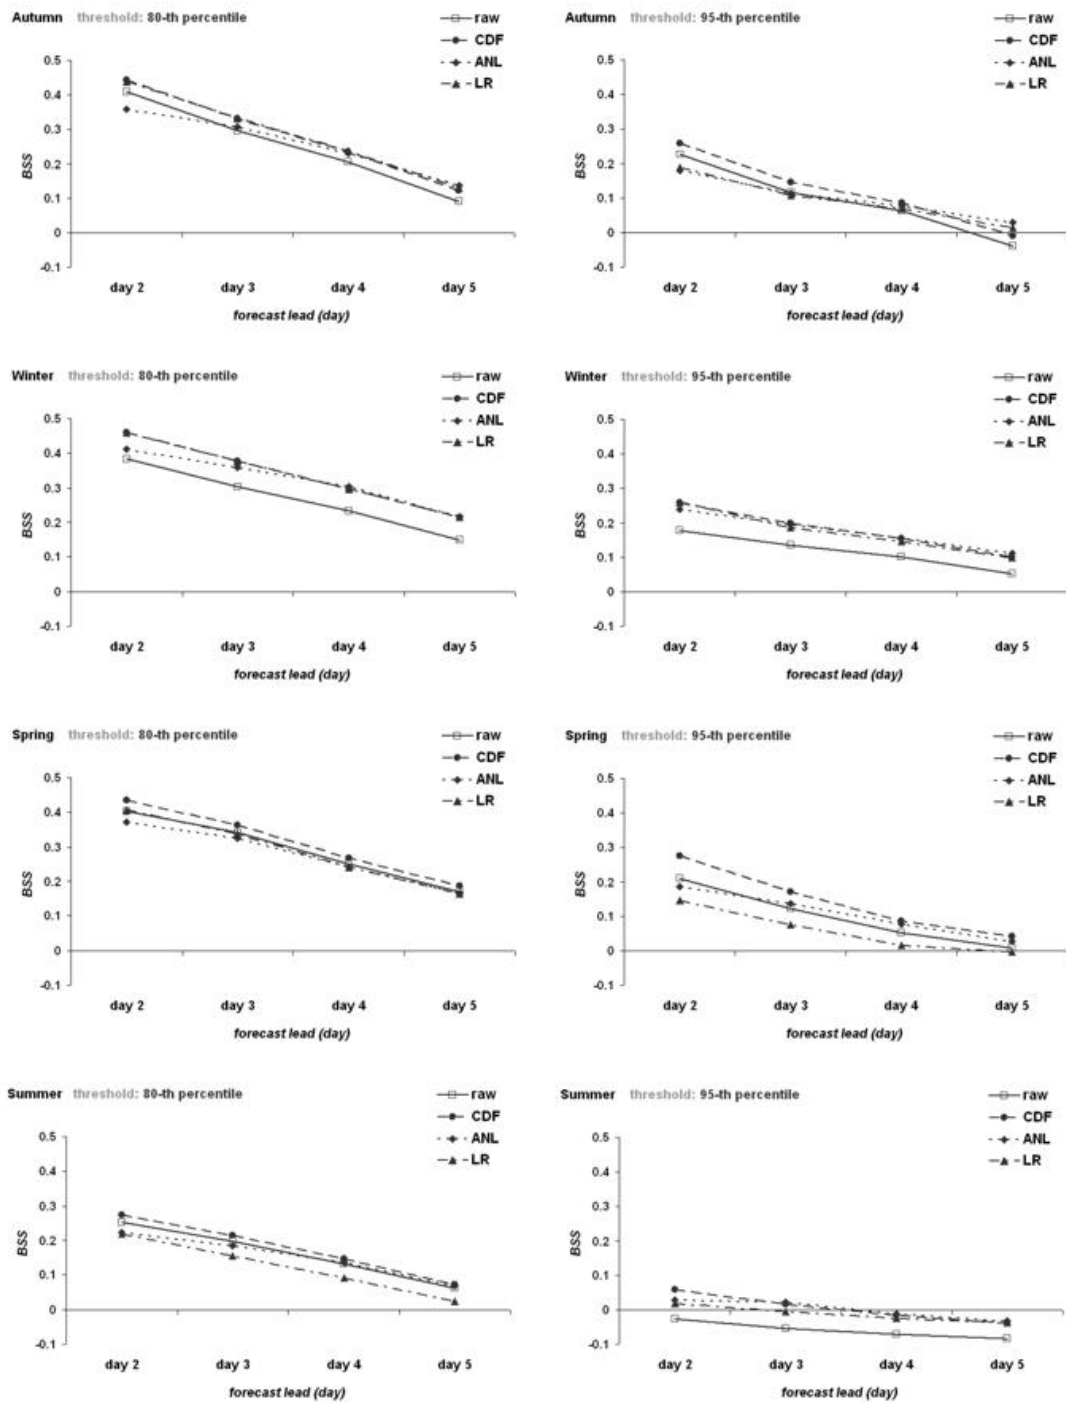 Autumn threshold: 80-th percentile
raw
CDF
ANL
LR
0.5
0.4
0.3
0.2
0.1
0
-0.1
BSS
day 2 day 3 day 4 day 5
forecast lead (day)
Autumn threshold: 95-th percentile
raw
CDF
ANL
LR
0.5
0.4
0.3
0.2
0.1
0
-0.1
BSS
day 2 day 3 day 4 day 5
forecast lead (day)
Winter threshold: 80-th percentile
raw
CDF
ANL
LR
0.5
0.4
0.3
0.2
0.1
0
-0.1
BSS
day 2 day 3 day 4 day 5
forecast lead (day)
Winter threshold: 95-th percentile
raw
CDF
ANL
LR
0.5
0.4
0.3
0.2
0.1
0
-0.1
BSS
day 2 day 3 day 4 day 5
forecast lead (day)
Spring threshold: 80-th percentile
raw
CDF
ANL
LR
0.5
0.4
0.3
0.2
0.1
0
-0.1
BSS
day 2 day 3 day 4 day 5
forecast lead (day)
Spring threshold: 95-th percentile
raw
CDF
ANL
LR
0.5
0.4
0.3
0.2
0.1
0
-0.1
BSS
day 2 day 3 day 4 day 5
forecast lead (day)
Summer threshold: 80-th percentile
raw
CDF
ANL
LR
0.5
0.4
0.3
0.2
0.1
0
-0.1
BSS
day 2 day 3 day 4 day 5
forecast lead (day)
Summer threshold: 95-th percentile
raw
CDF
ANL
LR
0.5
0.4
0.3
0.2
0.1
0
-0.1
BSS
day 2 day 3 day 4 day 5
forecast lead (day)